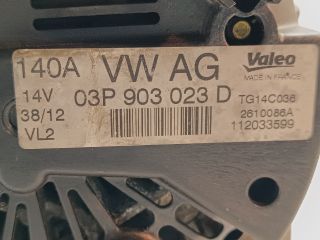 140A VW AG Valeo
MADE IN FRANCE
14V 03P 903 023 D TG14C036
38/12 2610086A
VL2 112033599